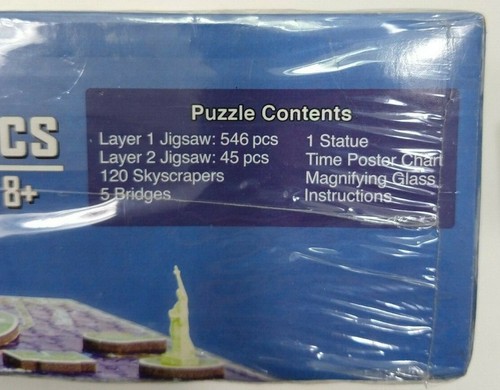 CS
8+
Puzzle Contents
Layer 1 Jigsaw: 546 pcs
Layer 2 Jigsaw: 45 pcs
120 Skyscrapers
5 Bridges
1 Statue
Time Poster Chart
Magnifying Glass
Instructions